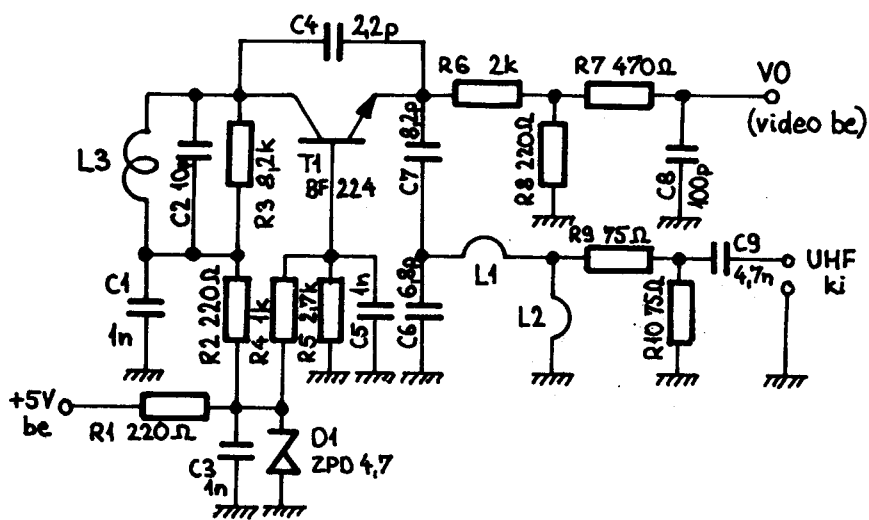 C4 2,2p
R6 2k
R7 470Ω
VO
(video be)
L3
C2 10p
R3 8,2k
T1
BF 224
C7 8,2p
R8 220Ω
C8 100p
C1
1n
R2 220Ω
R4 1k
R5 2,7k
C5 1n
C6 6,8p
L1
L2
R9 75Ω
R10 75Ω
C9
4,7n
UHF
ki
+5V
be
R1 220Ω
C3
1n
D1
ZPD 4,7